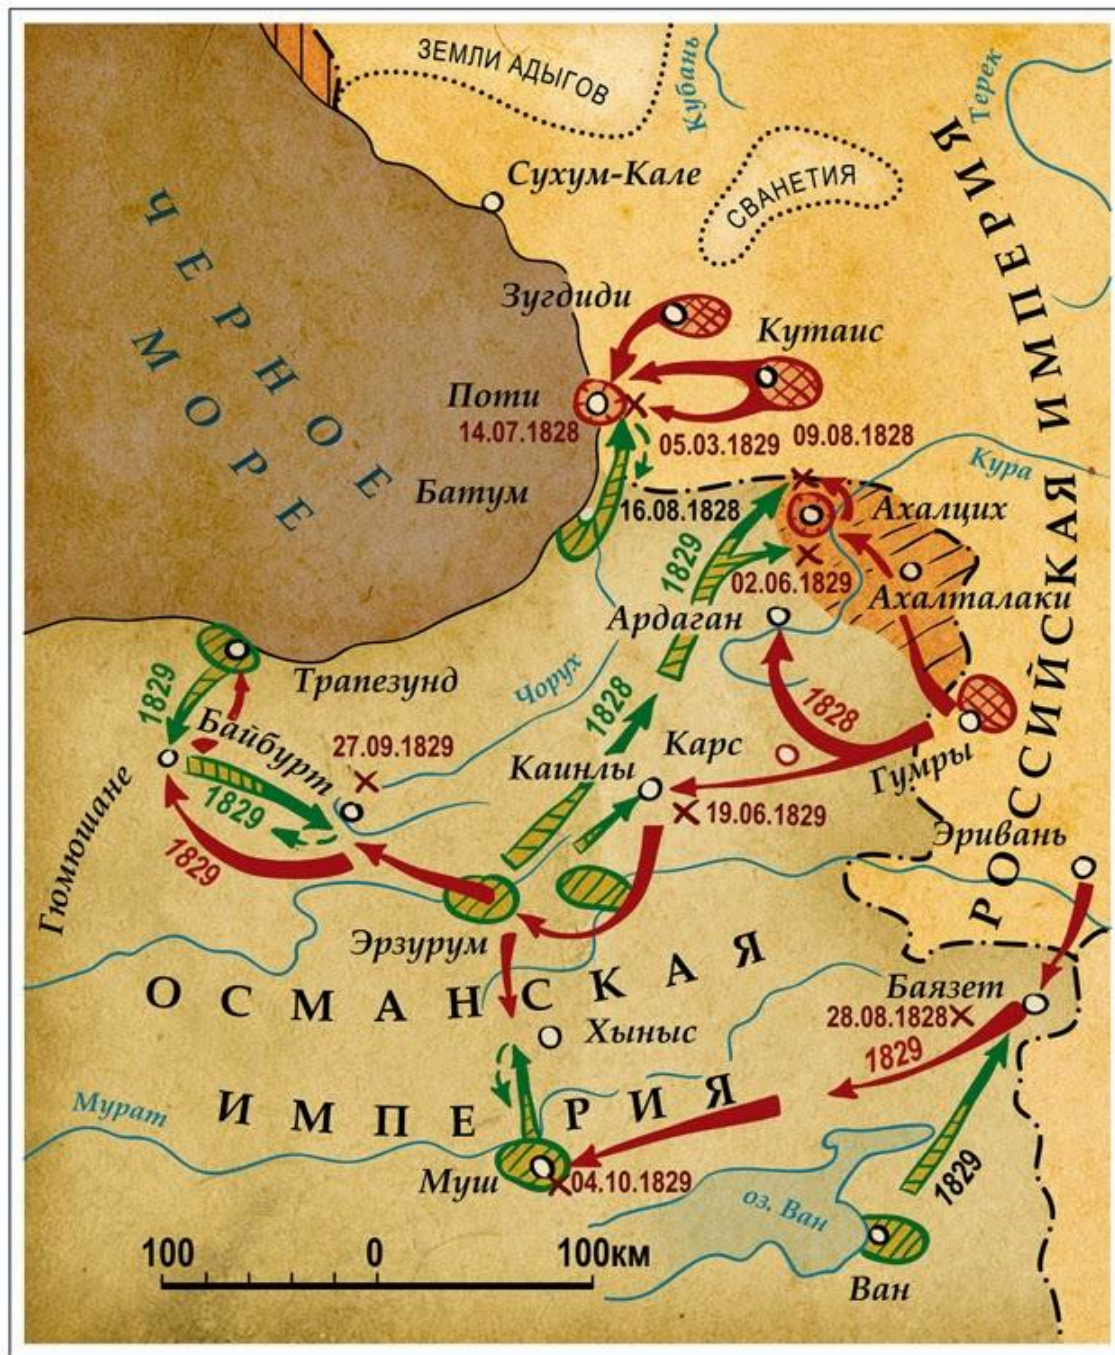 ЗЕМЛИ АДЫГОВ
Кубань
Терек
Сухум-Кале
СВАНЕТИЯ
РОССИЙСКАЯ ИМПЕРИЯ
ЧЕРНОЕ
МОРЕ
Зугдиди
Кутаис
Поти
14.07.1828
05.03.1829
09.08.1828
Кура
Батум
16.08.1828
Ахалцих
1829
02.06.1829
Ахалталаки
Ардаган
Трапезунд
Чорух
1829
1828
1828
Байбурт
27.09.1829
Карс
Каинлы
Гумры
1829
19.06.1829
Эривань
Гюмюшане
1829
Эрзурум
ОСМАНСКАЯ
Баязет
28.08.1828
1829
Хыныс
ИМПЕРИЯ
Мурат
Муш
04.10.1829
1829
оз. Ван
100 0 100км
Ван